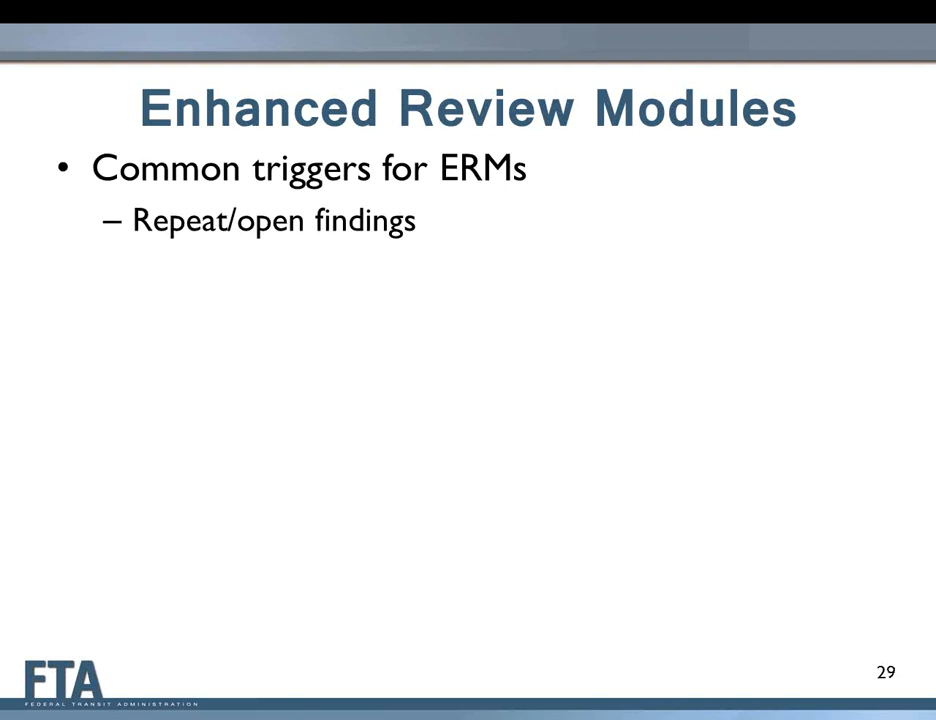 Enhanced Review Modules
• Common triggers for ERMs
– Repeat/open findings
29
FTA
FEDERAL TRANSIT ADMINISTRATION